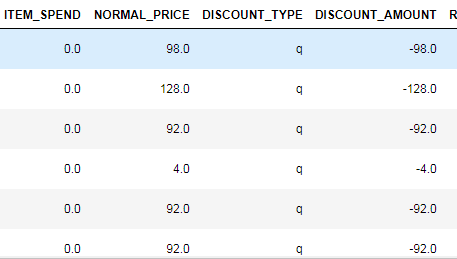 ITEM_SPEND NORMAL_PRICE DISCOUNT_TYPE DISCOUNT_AMOUNT R
0.0 98.0 q -98.0
0.0 128.0 q -128.0
0.0 92.0 q -92.0
0.0 4.0 q -4.0
0.0 92.0 q -92.0
0.0 92.0 q -92.0